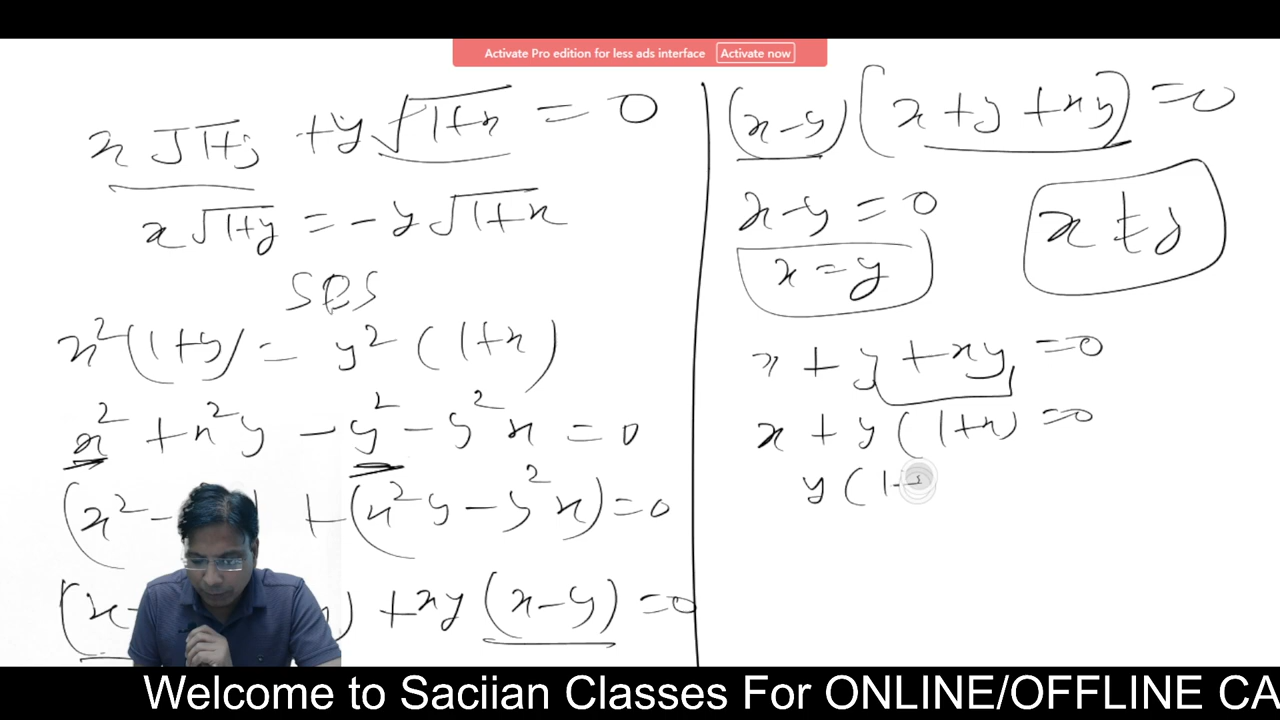 Activate Pro edition for less ads interface Activate now
x √1+y + y √1+x = 0
x √1+y = - y √1+x
SBS
x² (1+y) = y² (1+x)
x² + x²y - y² - y²x = 0
(x² - ) + (x²y - y²x) = 0
(x- ) + xy (x-y) = 0
(x-y) (x+y+xy) = 0
x-y = 0
x ≠ y
x = y
x + y + xy = 0
x + y (1+x) = 0
y (1+
Welcome to Saciian Classes For ONLINE/OFFLINE CA